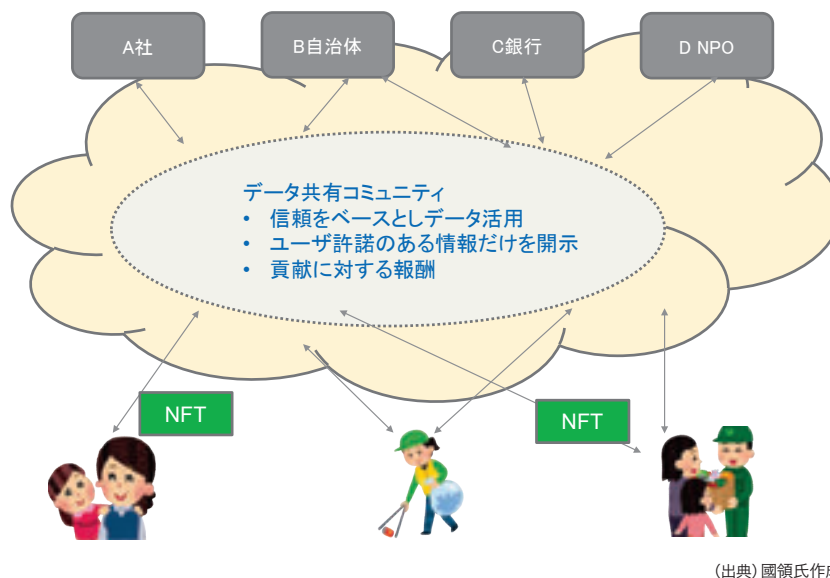 A社
B自治体
C銀行
D NPO
データ共有コミュニティ
• 信頼をベースとしデータ活用
• ユーザ許諾のある情報だけを開示
• 貢献に対する報酬
NFT
NFT
(出典)國領氏作成